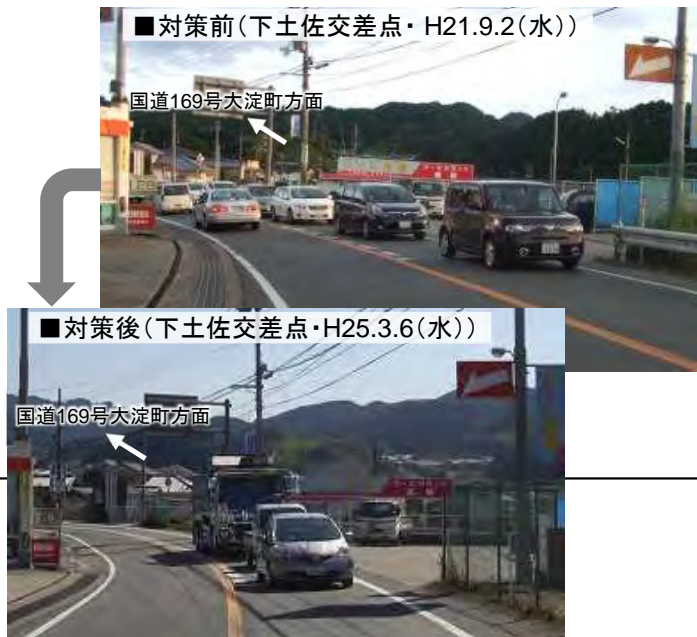 ■対策前(下土佐交差点・ H21.9.2(水))
国道169号大淀町方面
■対策後(下土佐交差点・H25.3.6(水))
国道169号大淀町方面